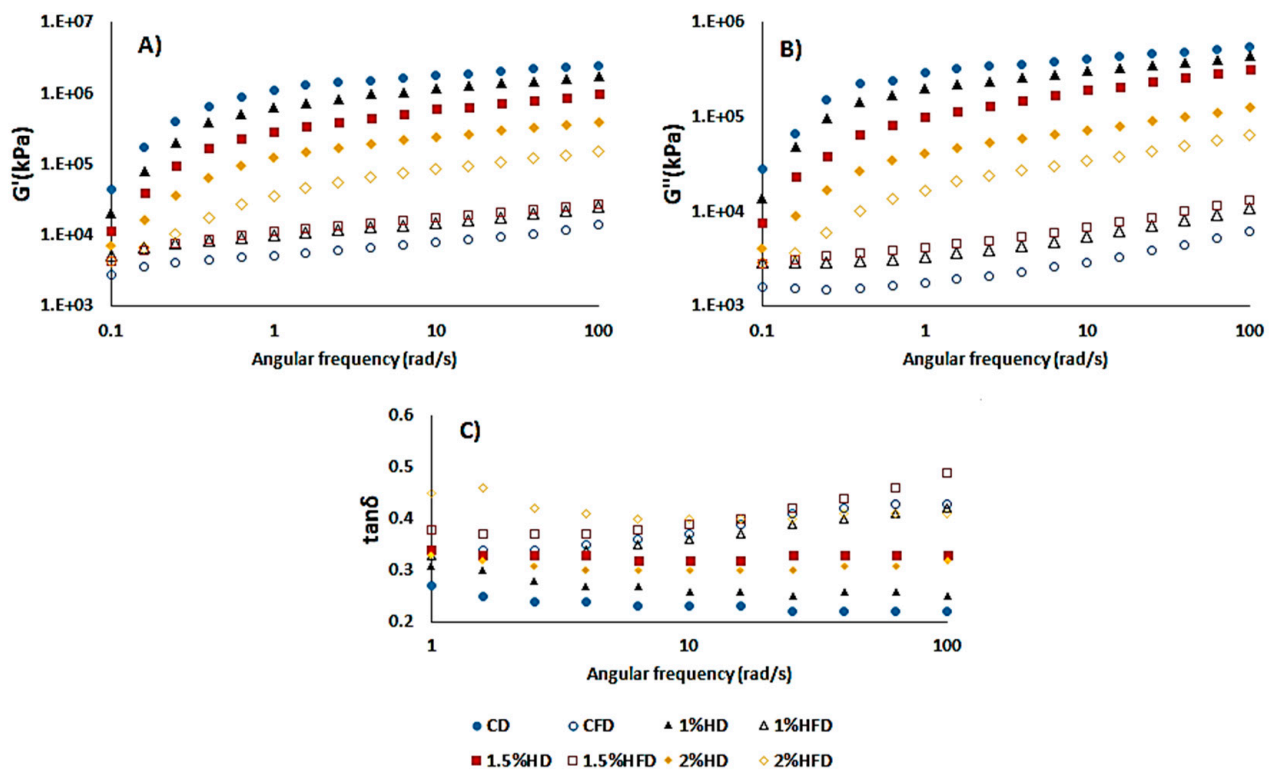 A)
G'(kPa)
1.E+07
1.E+06
1.E+05
1.E+04
1.E+03
0.1 1 10 100
Angular frequency (rad/s)
B)
G''(kPa)
1.E+06
1.E+05
1.E+04
1.E+03
0.1 1 10 100
Angular frequency (rad/s)
C)
tanδ
0.6
0.5
0.4
0.3
0.2
1 10 100
Angular frequency (rad/s)
CD CFD 1%HD 1%HFD
1.5%HD 1.5%HFD 2%HD 2%HFD